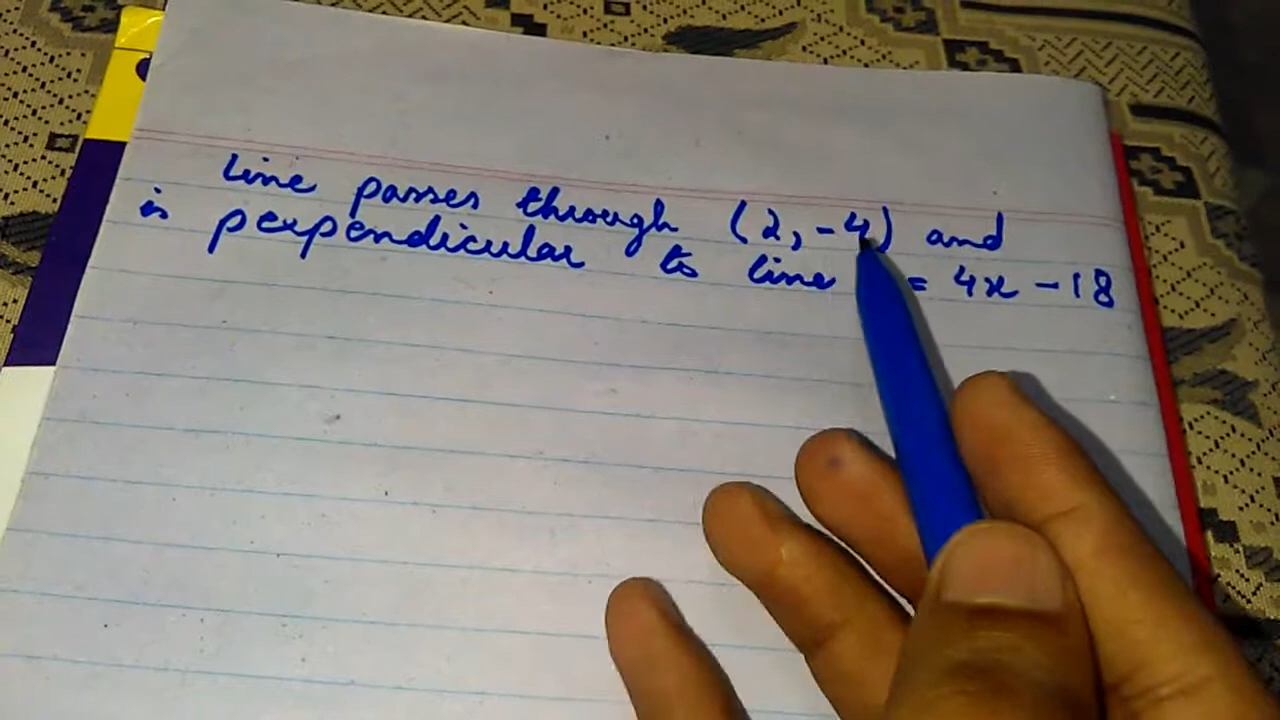 Line passes through (2, -4) and
is perpendicular to line = 4x - 18